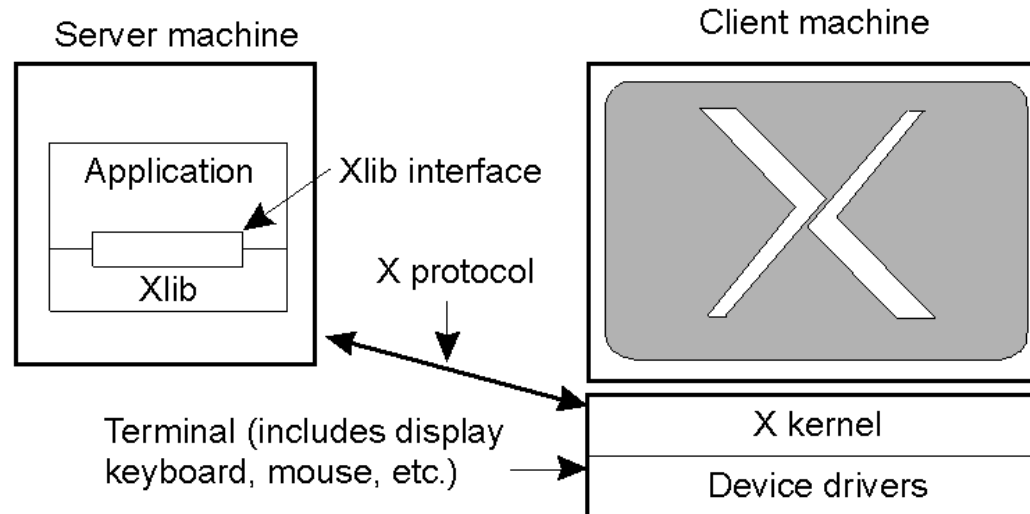 Server machine
Client machine
Application
Xlib interface
Xlib
X protocol
Terminal (includes display
keyboard, mouse, etc.)
X kernel
Device drivers